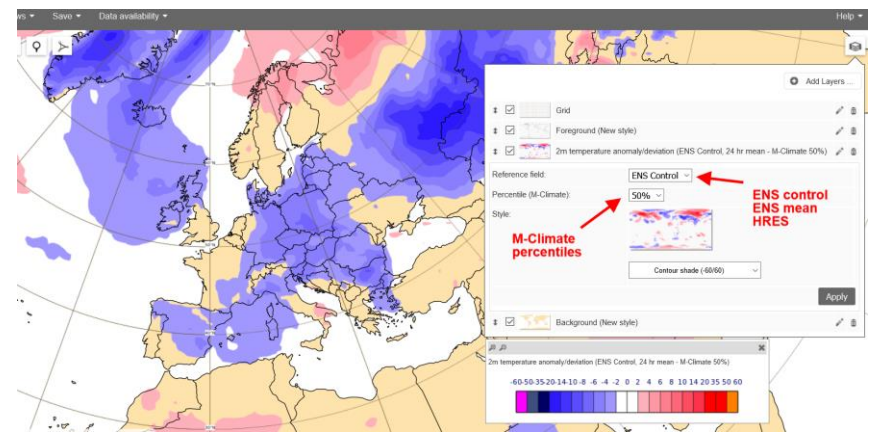 ws Save Data availability Help
Add Layers ...
Grid
Foreground (New style)
2m temperature anomaly/deviation (ENS Control, 24 hr mean - M-Climate 50%)
Reference field: ENS Control
Percentile (M-Climate): 50%
Style:
ENS control
ENS mean
HRES
M-Climate
percentiles
Contour shade (-60/60)
Apply
Background (New style)
2m temperature anomaly/deviation (ENS Control, 24 hr mean - M-Climate 50%)
-60-50-35-20-14-10 -8 -6 -4 -2 0 2 4 6 8 10 14 20 35 50 60